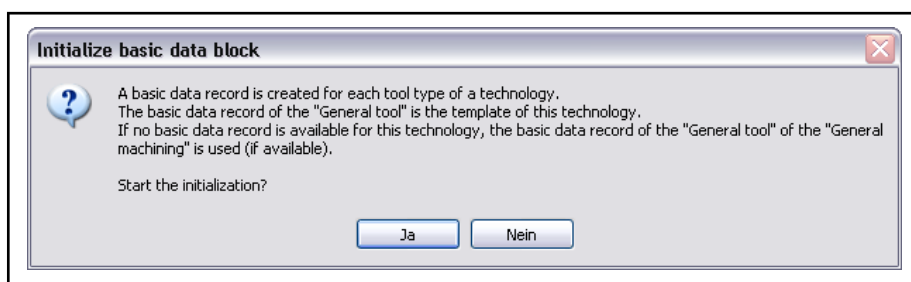 Initialize basic data block
A basic data record is created for each tool type of a technology.
The basic data record of the "General tool" is the template of this technology.
If no basic data record is available for this technology, the basic data record of the "General tool" of the "General
machining" is used (if available).
Start the initialization?
Ja
Nein